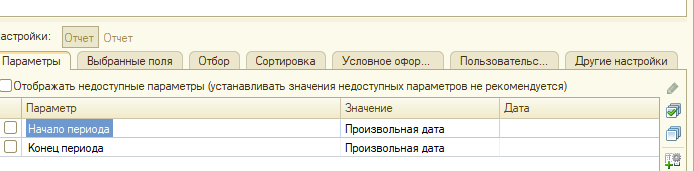 астройки: Отчет Отчет
Параметры Выбранные поля Отбор Сортировка Условное офор... Пользовательс... Другие настройки
Отображать недоступные параметры (устанавливать значения недоступных параметров не рекомендуется)
Параметр Значение Дата
Начало периода Произвольная дата
Конец периода Произвольная дата